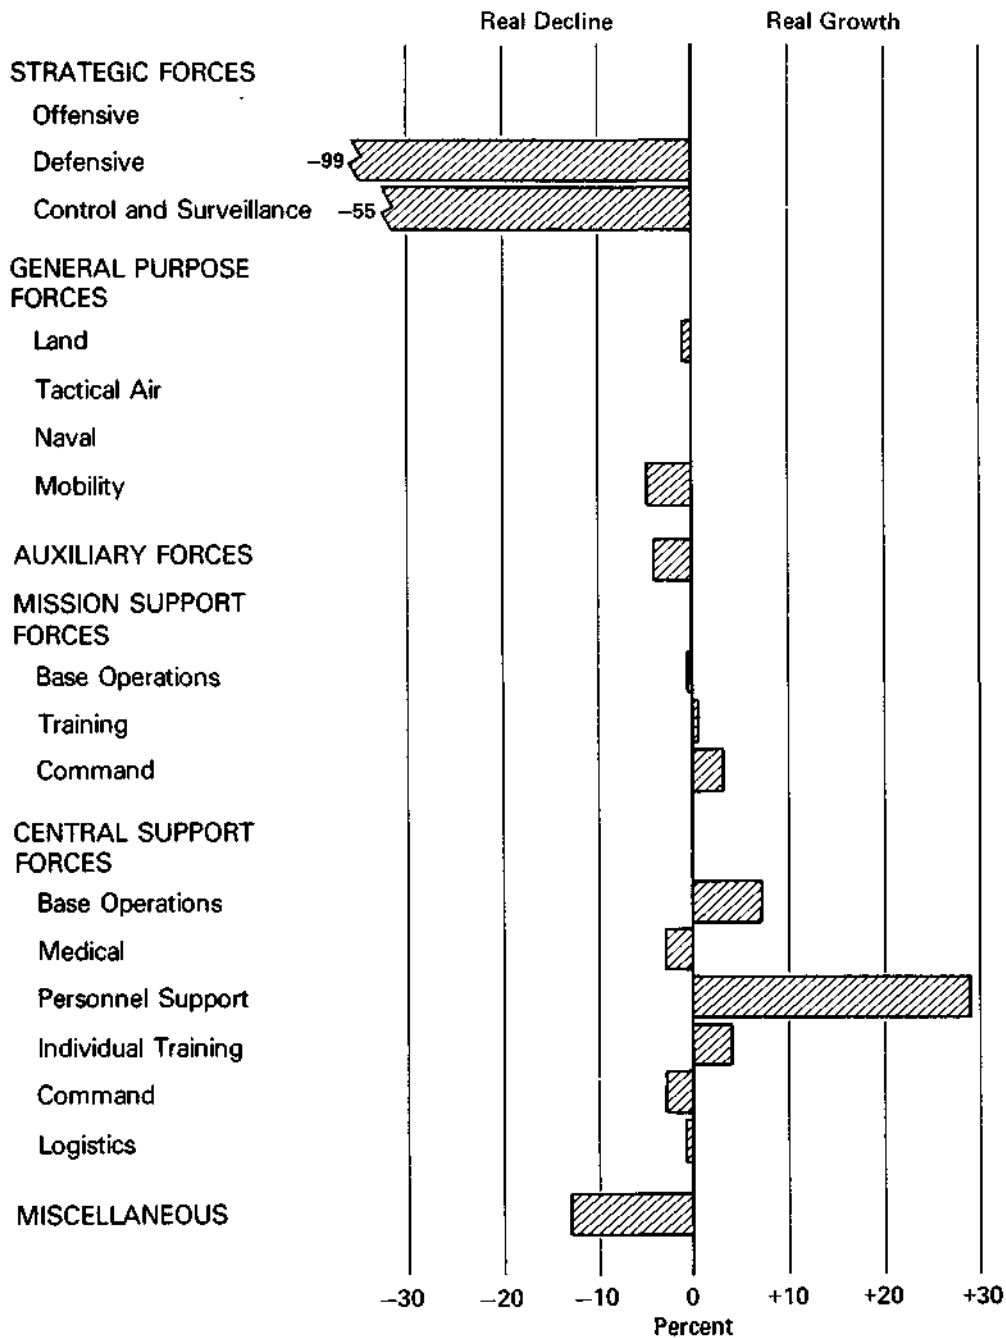 Real Decline Real Growth
STRATEGIC FORCES
Offensive
Defensive −99
Control and Surveillance −55
GENERAL PURPOSE
FORCES
Land
Tactical Air
Naval
Mobility
AUXILIARY FORCES
MISSION SUPPORT
FORCES
Base Operations
Training
Command
CENTRAL SUPPORT
FORCES
Base Operations
Medical
Personnel Support
Individual Training
Command
Logistics
MISCELLANEOUS
−30 −20 −10 0 +10 +20 +30
Percent